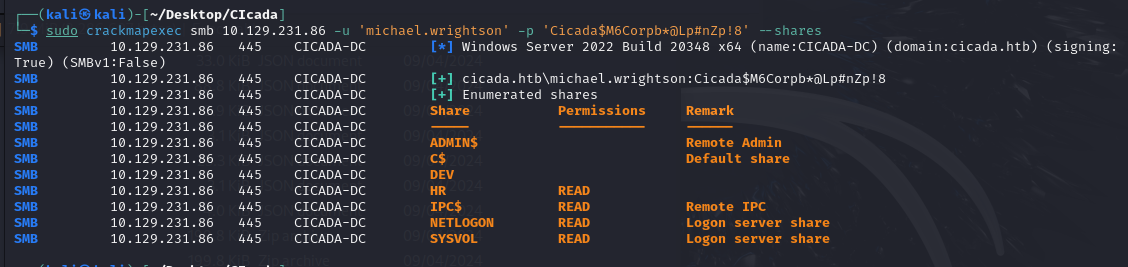 ┌──(kali㉿kali)-[~/Desktop/CIcada]
└─$ sudo crackmapexec smb 10.129.231.86 -u 'michael.wrightson' -p 'Cicada$M6Corpb*@Lp#nZp!8' --shares
SMB 10.129.231.86 445 CICADA-DC [*] Windows Server 2022 Build 20348 x64 (name:CICADA-DC) (domain:cicada.htb) (signing:
True) (SMBv1:False)
SMB 10.129.231.86 445 CICADA-DC [+] cicada.htb\michael.wrightson:Cicada$M6Corpb*@Lp#nZp!8
SMB 10.129.231.86 445 CICADA-DC [+] Enumerated shares
SMB 10.129.231.86 445 CICADA-DC Share Permissions Remark
SMB 10.129.231.86 445 CICADA-DC ----- ----------- ------
SMB 10.129.231.86 445 CICADA-DC ADMIN$ Remote Admin
SMB 10.129.231.86 445 CICADA-DC C$ Default share
SMB 10.129.231.86 445 CICADA-DC DEV
SMB 10.129.231.86 445 CICADA-DC HR READ
SMB 10.129.231.86 445 CICADA-DC IPC$ READ Remote IPC
SMB 10.129.231.86 445 CICADA-DC NETLOGON READ Logon server share
SMB 10.129.231.86 445 CICADA-DC SYSVOL READ Logon server share